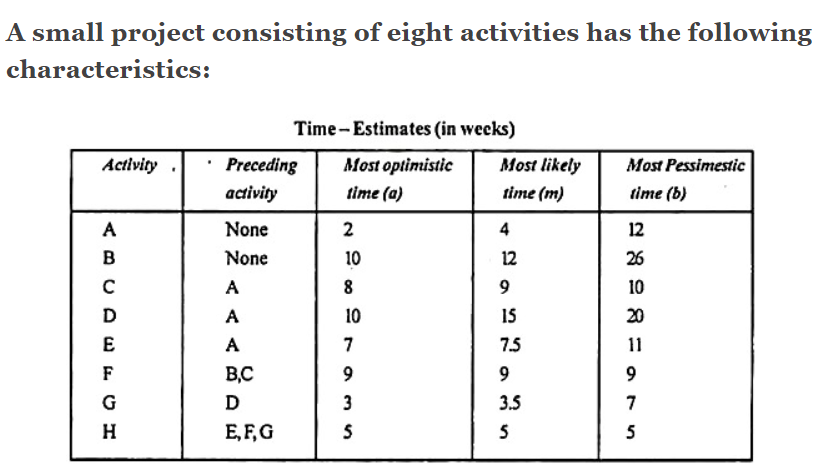 A small project consisting of eight activities has the following
characteristics:
Time – Estimates (in weeks)
Activity Preceding activity Most optimistic time (a) Most likely time (m) Most Pessimestic time (b)
A None 2 4 12
B None 10 12 26
C A 8 9 10
D A 10 15 20
E A 7 7.5 11
F B,C 9 9 9
G D 3 3.5 7
H E, F, G 5 5 5